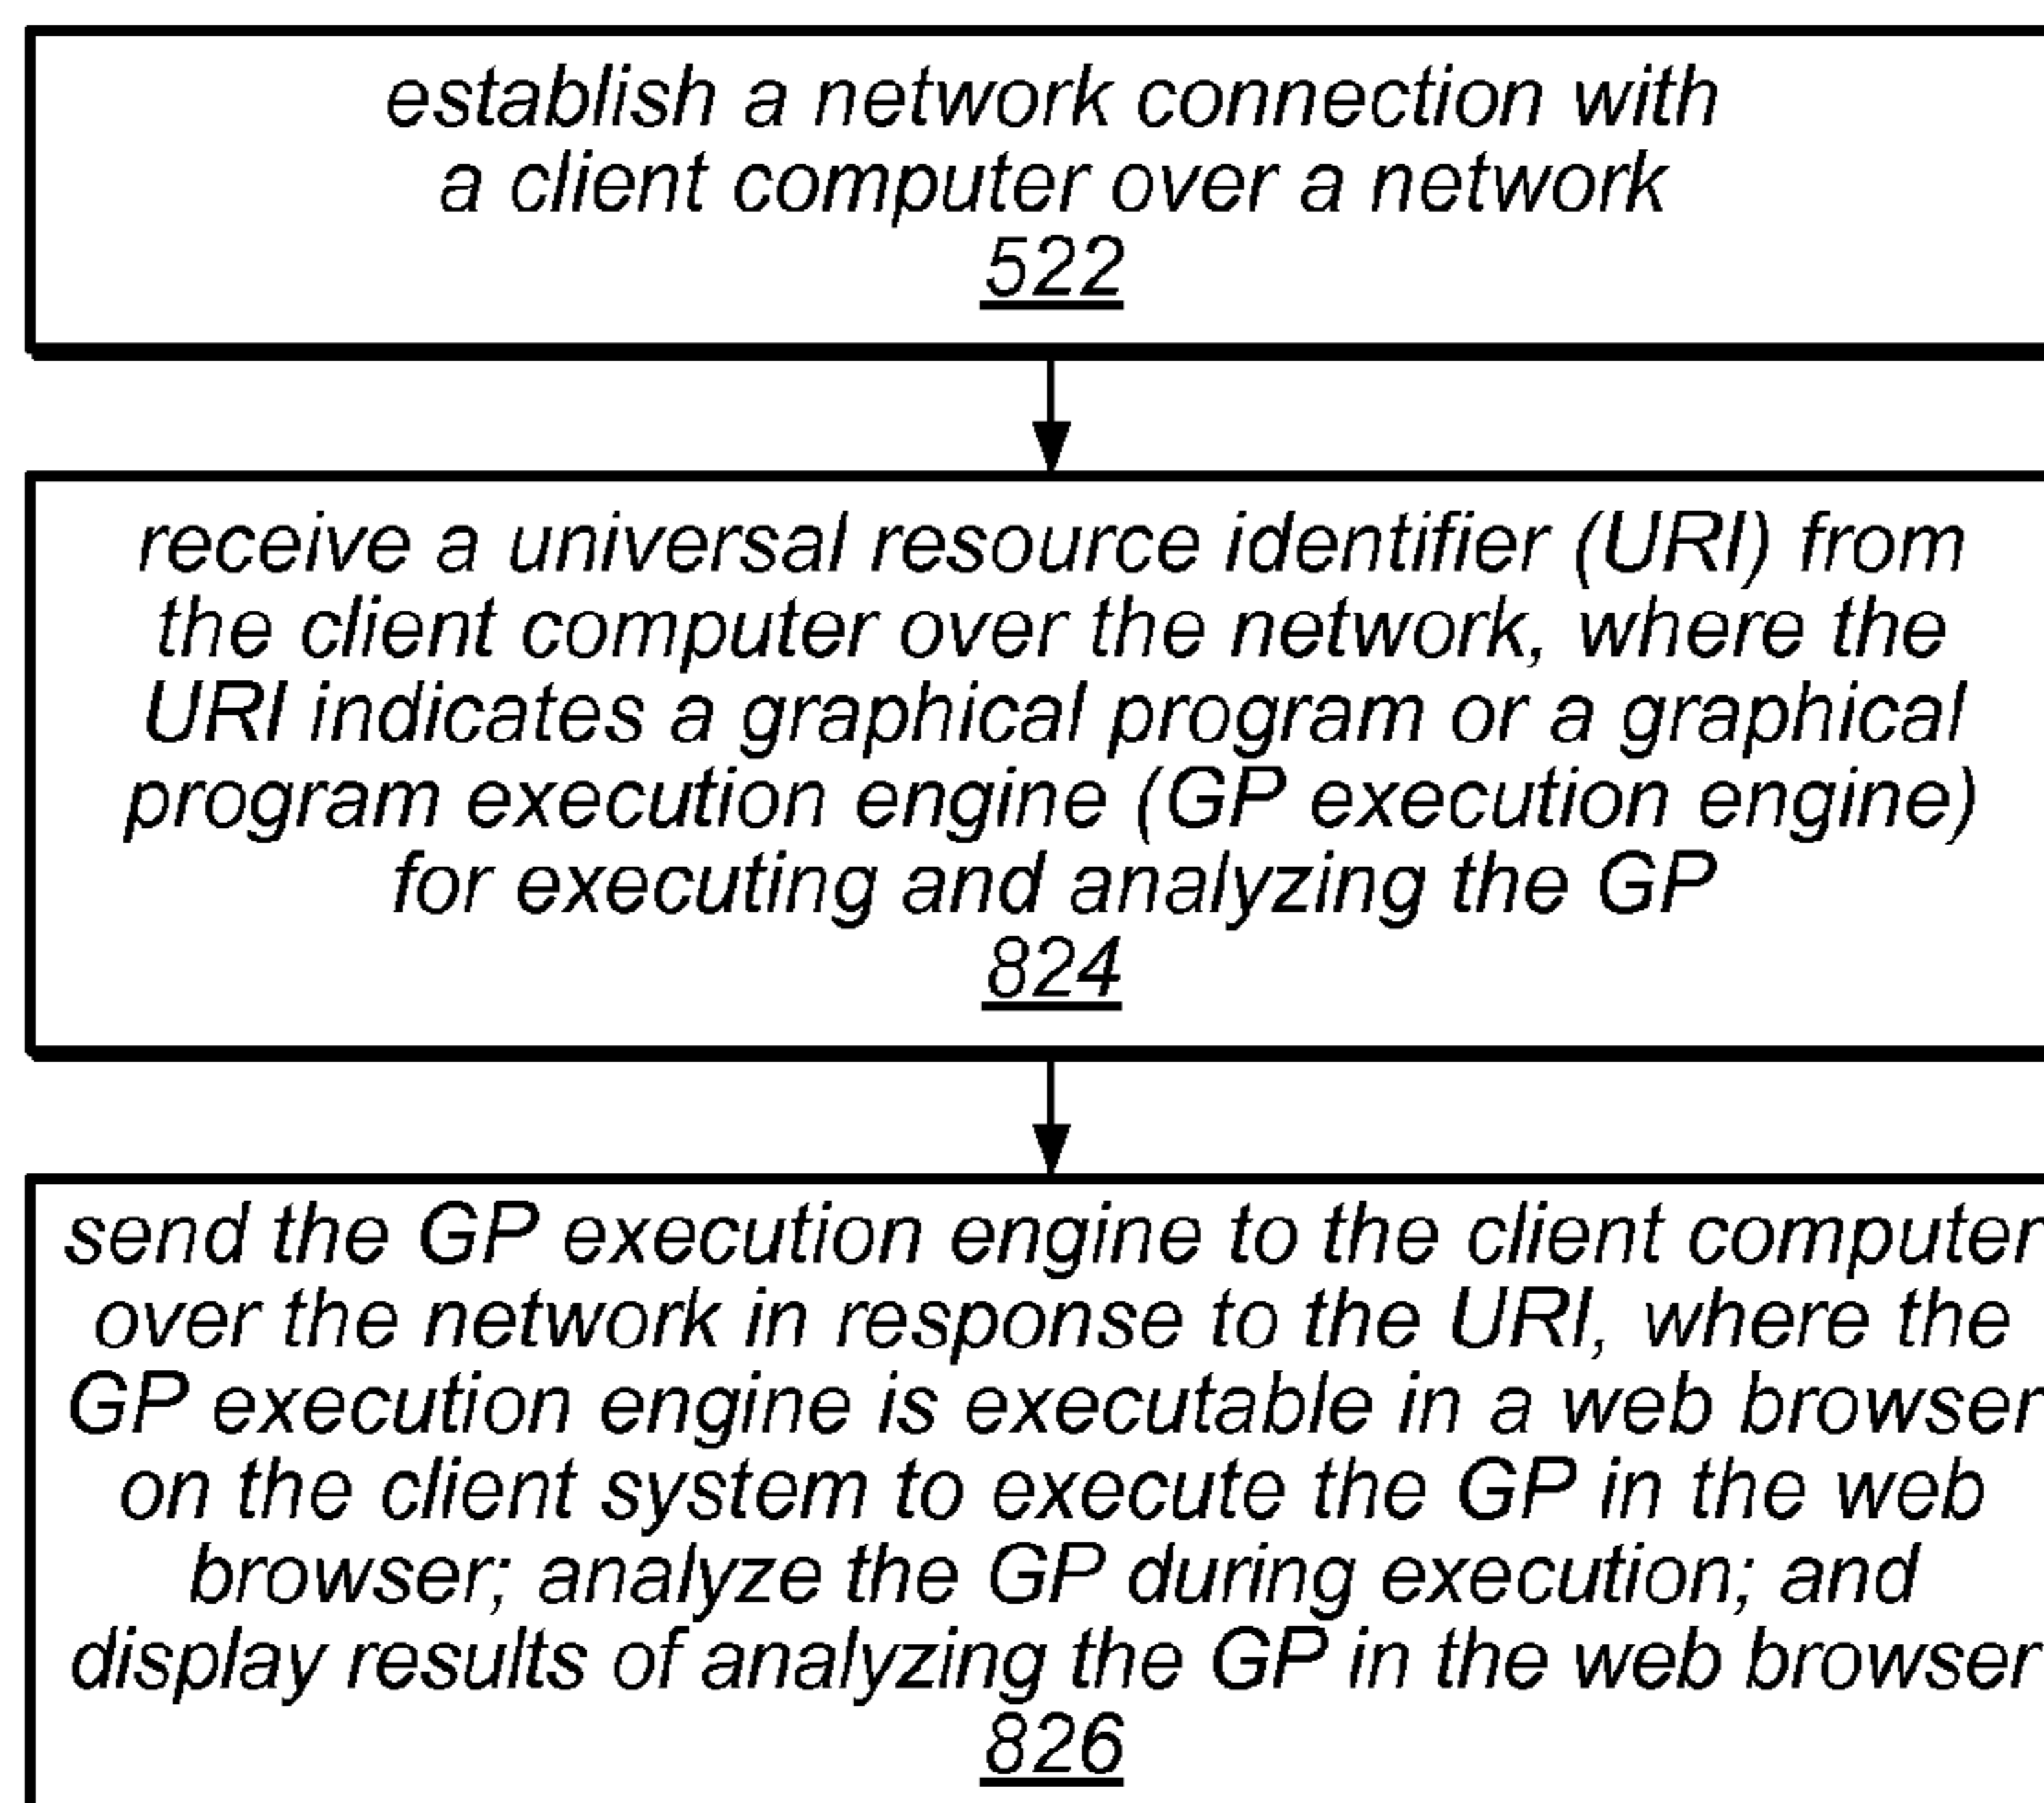 establish a network connection with
a client computer over a network
522
receive a universal resource identifier (URI) from
the client computer over the network, where the
URI indicates a graphical program or a graphical
program execution engine (GP execution engine)
for executing and analyzing the GP
824
send the GP execution engine to the client computer
over the network in response to the URI, where the
GP execution engine is executable in a web browser
on the client system to execute the GP in the web
browser; analyze the GP during execution; and
display results of analyzing the GP in the web browser
826